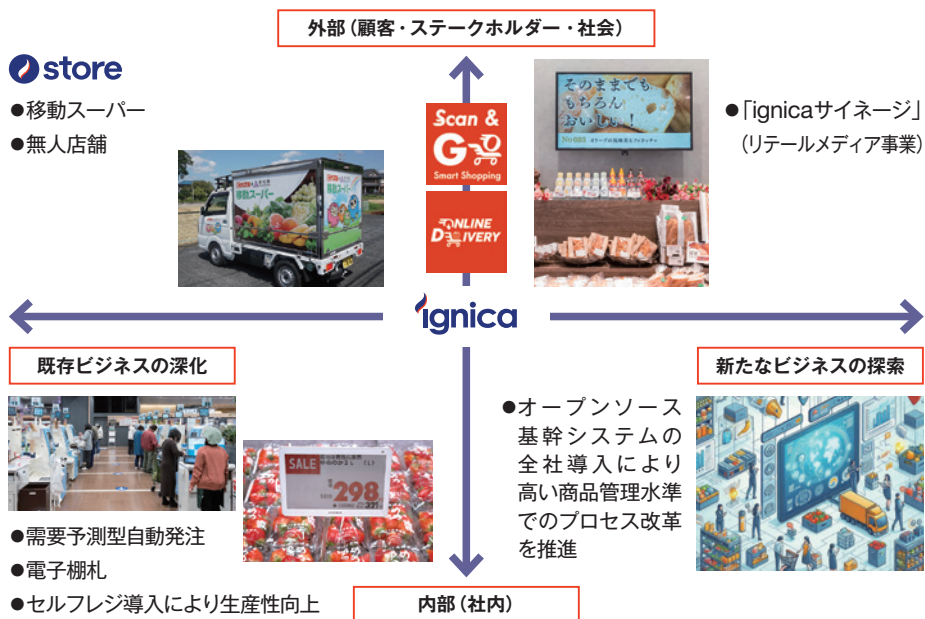 外部（顧客・ステークホルダー・社会）
store
●移動スーパー
●無人店舗
移動スーパー
Scan &
Go
Smart Shopping
ONLINE
DELIVERY
そのままでも
もちろん
おいしい！
●「ignicaサイネージ」
（リテールメディア事業）
ignica
既存ビジネスの深化
新たなビジネスの探索
SALE
298
●需要予測型自動発注
●電子棚札
●セルフレジ導入により生産性向上
●オープンソース
基幹システムの
全社導入により
高い商品管理水準
でのプロセス改革
を推進
内部（社内）